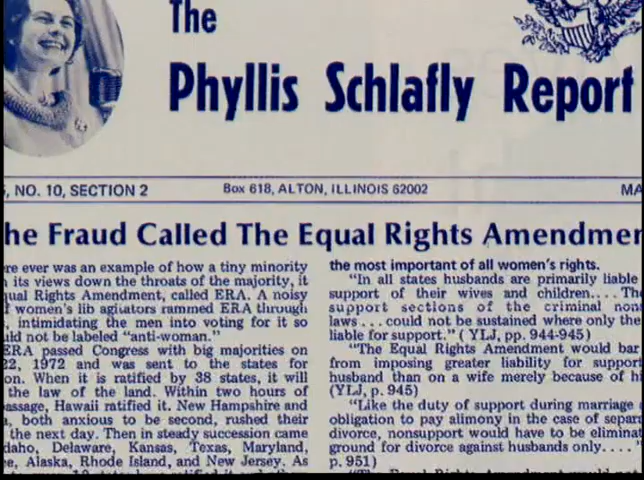 The
Phyllis Schlafly Report
, NO. 10, SECTION 2
Box 618, ALTON, ILLINOIS 62002
MA
he Fraud Called The Equal Rights Amendmen
re ever was an example of how a tiny minority
its views down the throats of the majority, it
qual Rights Amendment, called ERA. A noisy
f women's lib agitators rammed ERA through
, intimidating the men into voting for it so
uld not be labeled "anti-woman."
ERA passed Congress with big majorities on
22, 1972 and was sent to the states for
on. When it is ratified by 38 states, it will
the law of the land. Within two hours of
assage, Hawaii ratified it. New Hampshire and
a, both anxious to be second, rushed their
the next day. Then in steady succession came
daho, Delaware, Kansas, Texas, Maryland,
e, Alaska, Rhode Island, and New Jersey. As
the most important of all women's rights.
"In all states husbands are primarily liable
support of their wives and children.... Th
support sections of the criminal non
laws ... could not be sustained where only the
liable for support." ( YLJ, pp. 944-945)
"The Equal Rights Amendment would bar
from imposing greater liability for support
husband than on a wife merely because of h
(YLJ, p. 945)
"Like the duty of support during marriage
obligation to pay alimony in the case of separ
divorce, nonsupport would have to be eliminat
ground for divorce against husbands only....
p. 951)